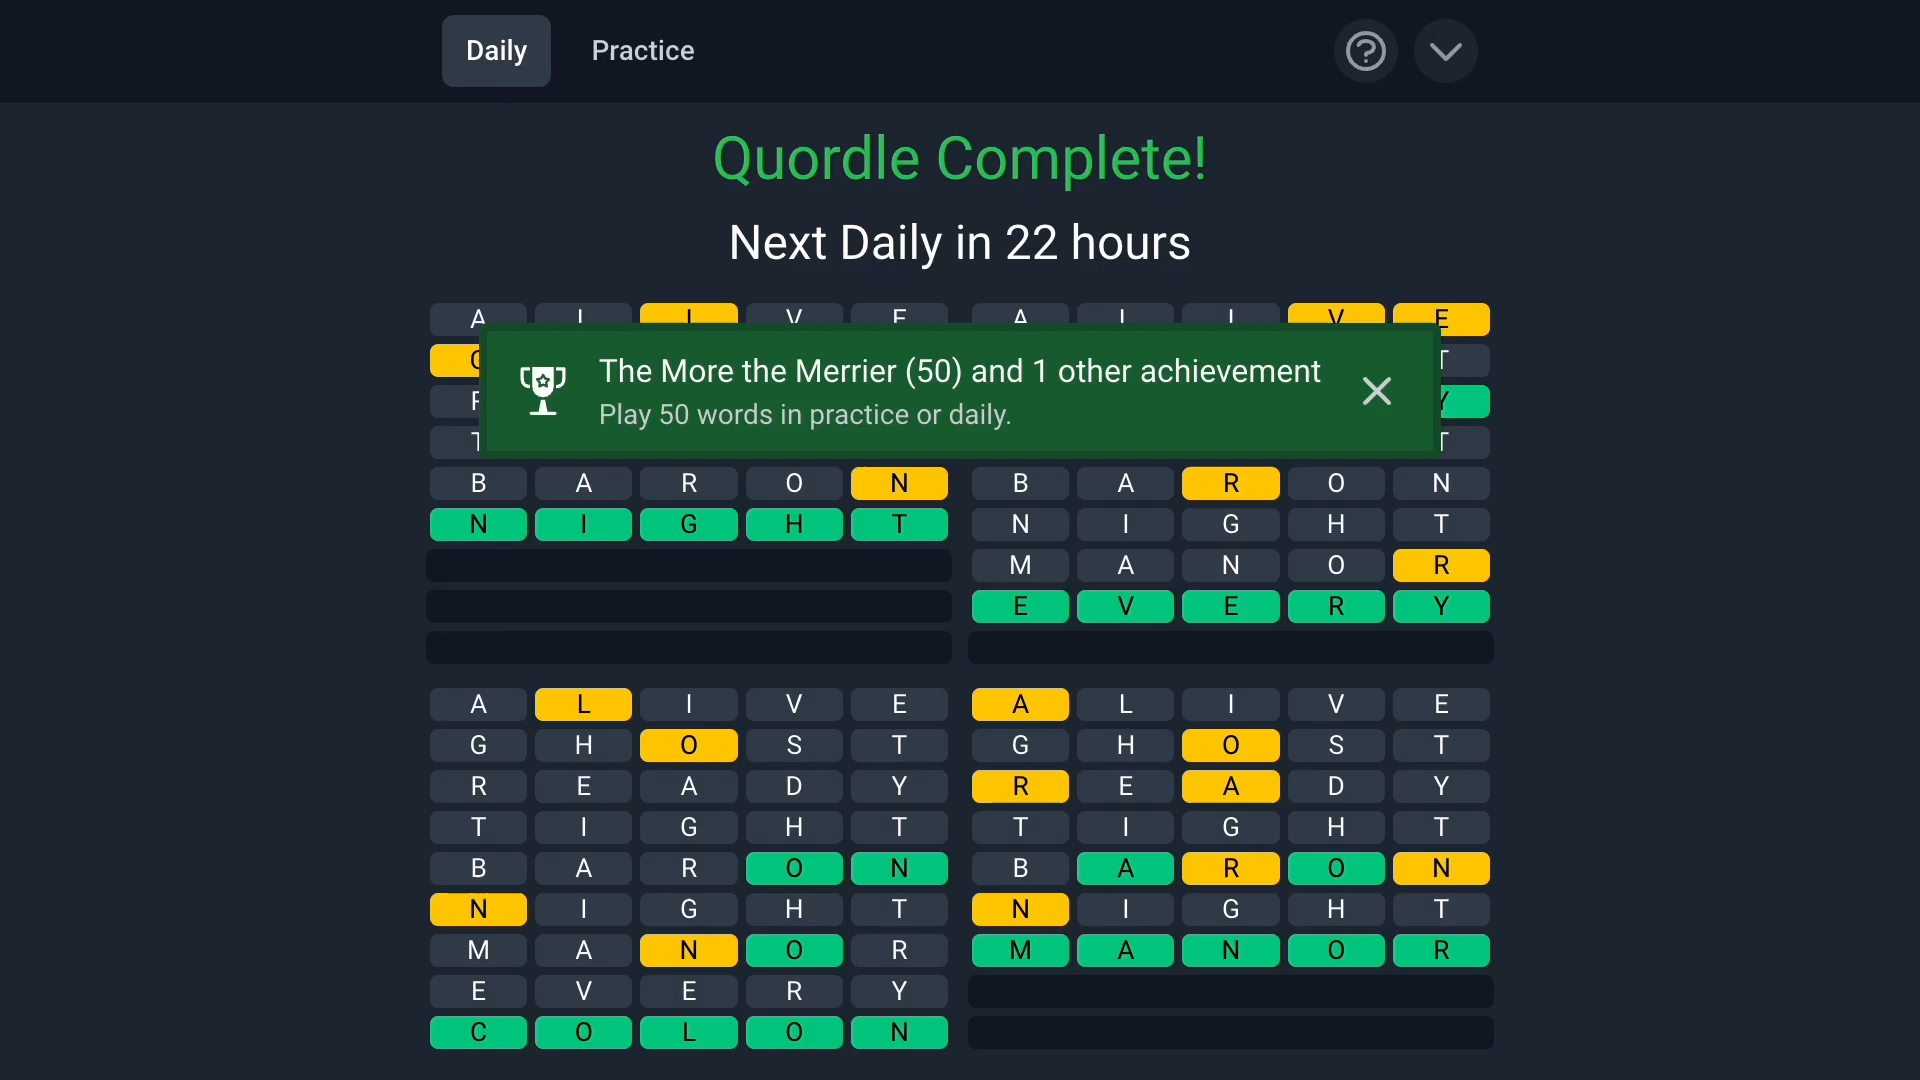 Daily Practice
Quordle Complete!
Next Daily in 22 hours
A L I V E A L I V E
G T
R Y
T T
The More the Merrier (50) and 1 other achievement
Play 50 words in practice or daily.
B A R O N B A R O N
N I G H T N I G H T
M A N O R
E V E R Y
A L I V E A L I V E
G H O S T G H O S T
R E A D Y R E A D Y
T I G H T T I G H T
B A R O N B A R O N
N I G H T N I G H T
M A N O R M A N O R
E V E R Y
C O L O N